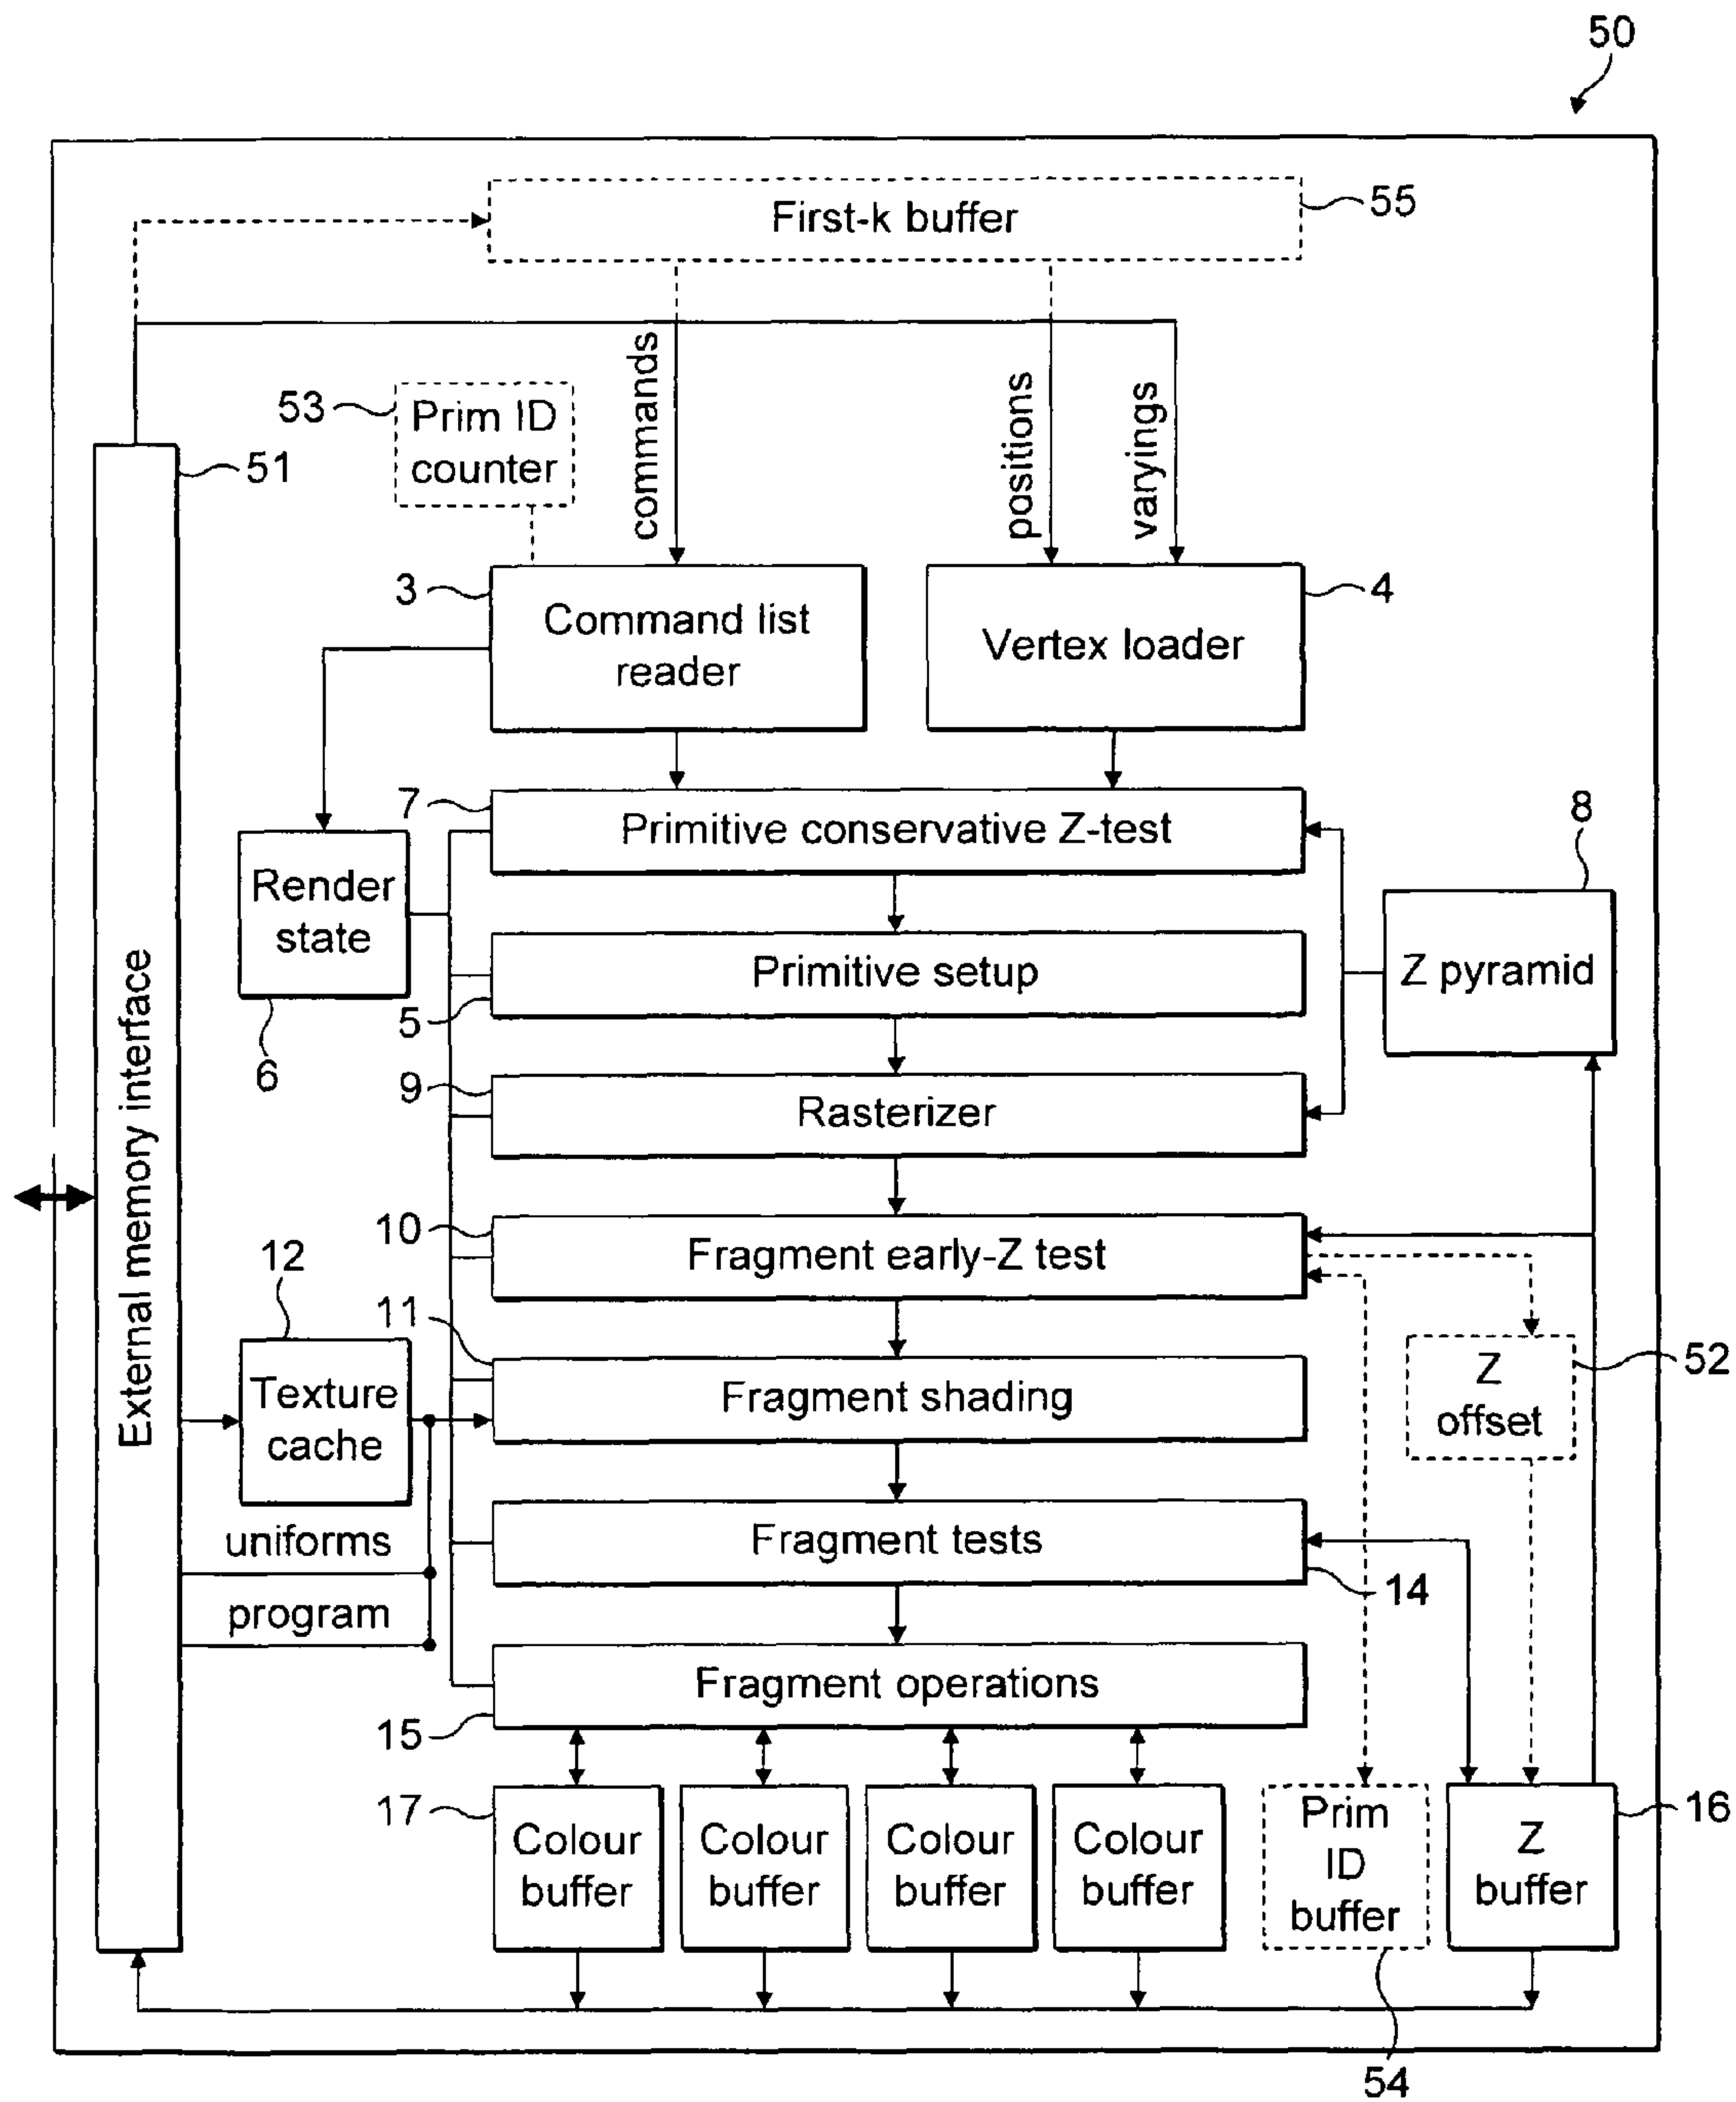 50
First-k buffer
55
53
Prim ID
counter
commands
positions
varyings
51
3
Command list
reader
4
Vertex loader
7
Primitive conservative Z-test
8
Render
state
6
Primitive setup
5
Z pyramid
9
Rasterizer
External memory interface
10
Fragment early-Z test
12
11
Texture
cache
Fragment shading
Z
offset
52
uniforms
Fragment tests
14
program
Fragment operations
15
17
Colour
buffer
Colour
buffer
Colour
buffer
Colour
buffer
Prim
ID
buffer
Z
buffer
16
54